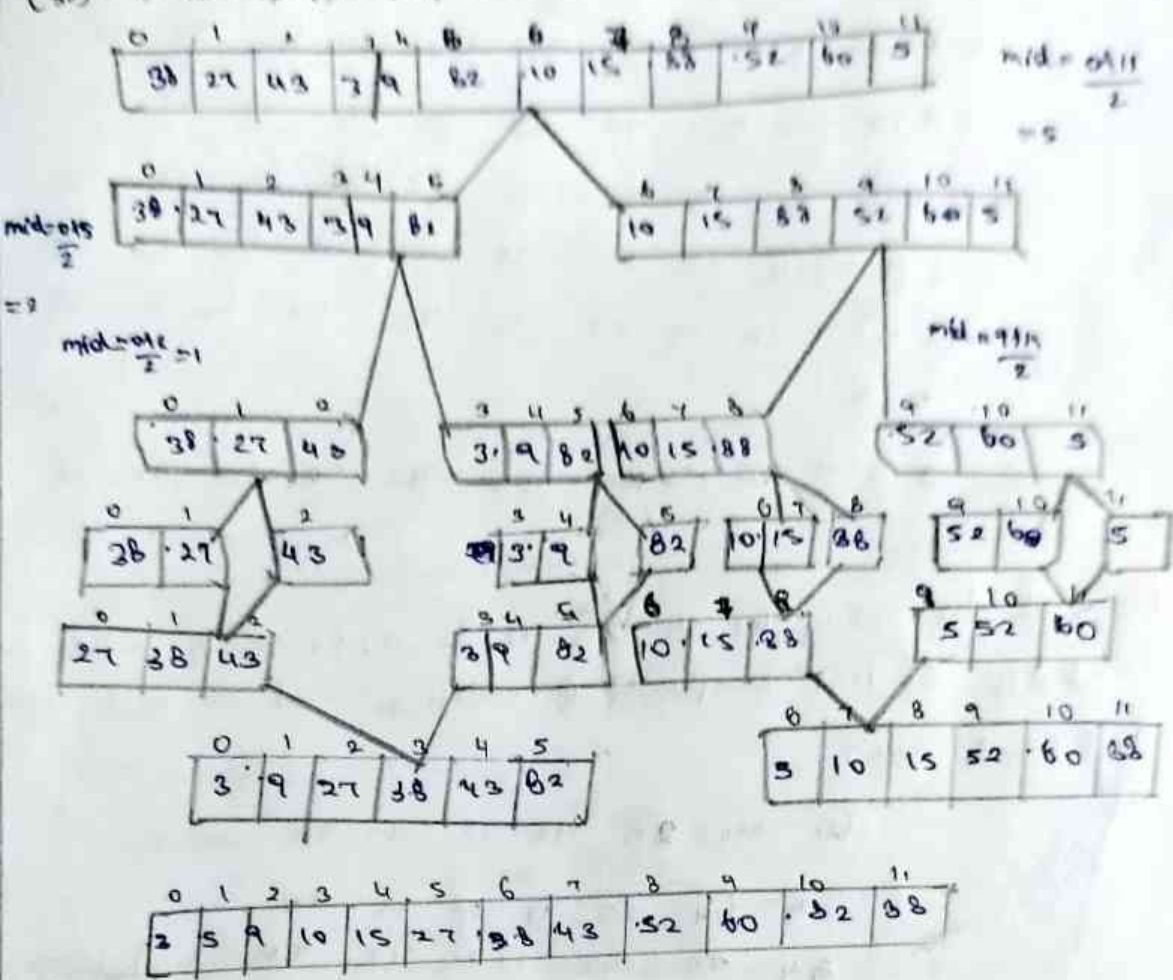 0 1 2 3 4 5 6 7 8 9 10 11
38 27 43 3 9 82 10 15 88 52 60 5
mid = 0+11
2
= 5
0 1 2 3 4 5 6 7 8 9 10 11
38 27 43 3 9 82 10 15 88 52 60 5
mid = 0+5
2
= 2
mid = 0+2 = 1
2
mid = 9+11
2
0 1 2 3 4 5 6 7 8 9 10 11
38 27 43 3 9 82 10 15 88 52 60 5
0 1 2 3 4 5 6 7 8 9 10 11
38 27 43 3 9 82 10 15 88 52 60 5
0 1 2 3 4 5 6 7 8 9 10 11
27 38 43 3 9 82 10 15 88 5 52 60
0 1 2 3 4 5 6 7 8 9 10 11
3 9 27 38 43 82 5 10 15 52 60 88
0 1 2 3 4 5 6 7 8 9 10 11
3 5 9 10 15 27 38 43 52 60 82 88